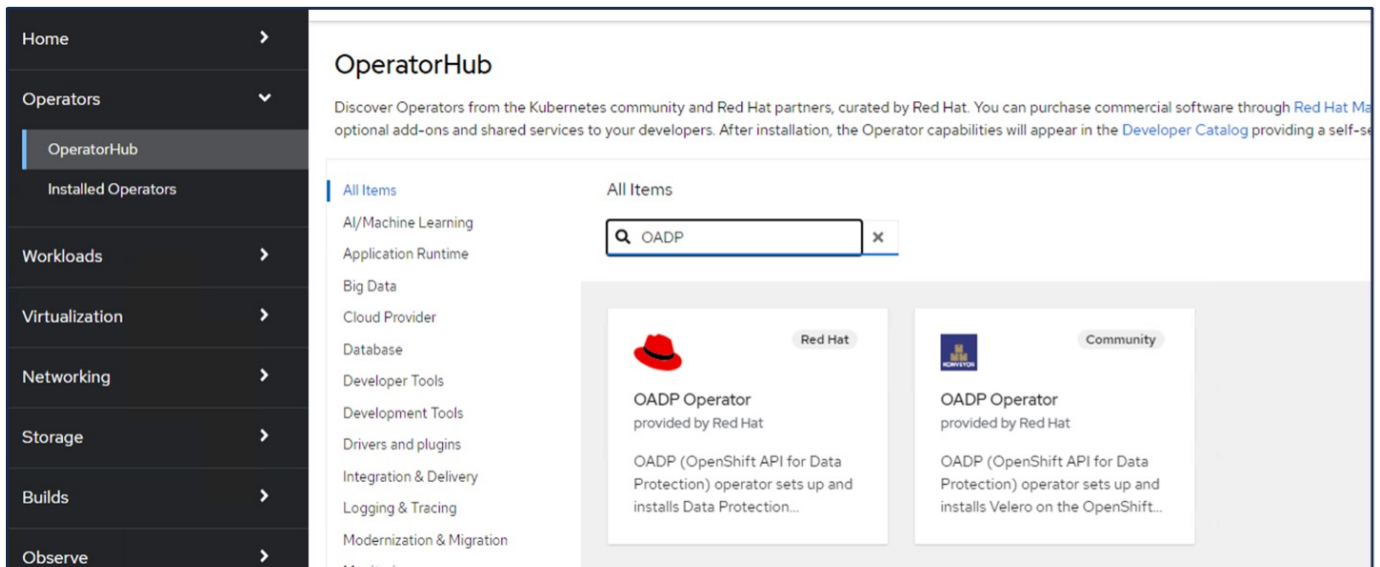 Home
Operators
OperatorHub
Installed Operators
Workloads
Virtualization
Networking
Storage
Builds
Observe
OperatorHub
Discover Operators from the Kubernetes community and Red Hat partners, curated by Red Hat. You can purchase commercial software through Red Hat Ma
optional add-ons and shared services to your developers. After installation, the Operator capabilities will appear in the Developer Catalog providing a self-se
All Items
AI/Machine Learning
Application Runtime
Big Data
Cloud Provider
Database
Developer Tools
Development Tools
Drivers and plugins
Integration & Delivery
Logging & Tracing
Modernization & Migration
All Items
OADP
Red Hat
OADP Operator
provided by Red Hat
OADP (OpenShift API for Data
Protection) operator sets up and
installs Data Protection...
KONVEYOR
Community
OADP Operator
provided by Red Hat
OADP (OpenShift API for Data
Protection) operator sets up and
installs Velero on the OpenShift...